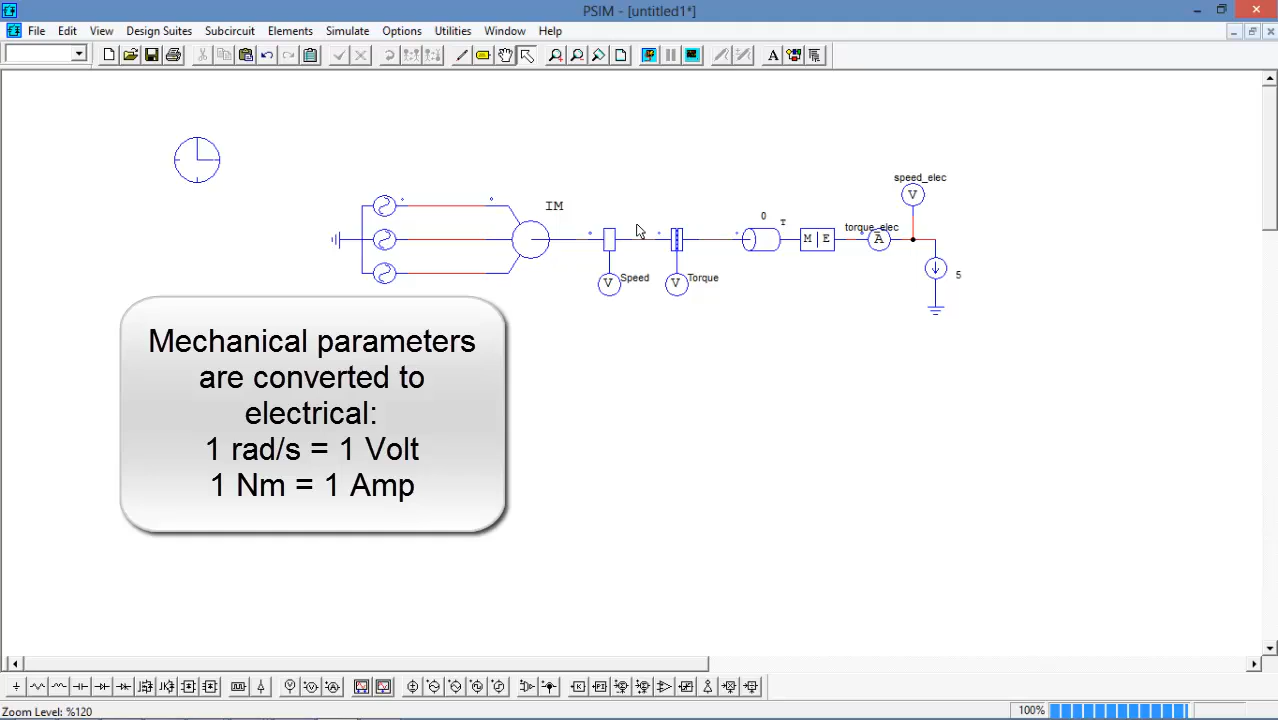 PSIM - [untitled1*]
File Edit View Design Suites Subcircuit Elements Simulate Options Utilities Window Help
A
speed_elec
V
IM
0
T
torque_elec
M E
A
Speed
V
Torque
V
5
Mechanical parameters
are converted to
electrical:
1 rad/s = 1 Volt
1 Nm = 1 Amp
Zoom Level: %120
100%